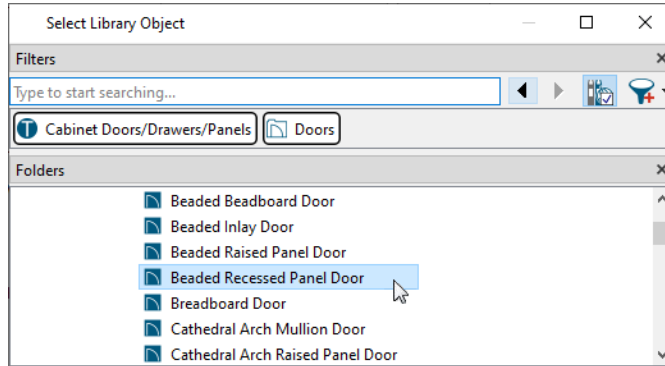 Select Library Object
Filters
Type to start searching...
T Cabinet Doors/Drawers/Panels Doors
Folders
Beaded Beadboard Door
Beaded Inlay Door
Beaded Raised Panel Door
Beaded Recessed Panel Door
Breadboard Door
Cathedral Arch Mullion Door
Cathedral Arch Raised Panel Door